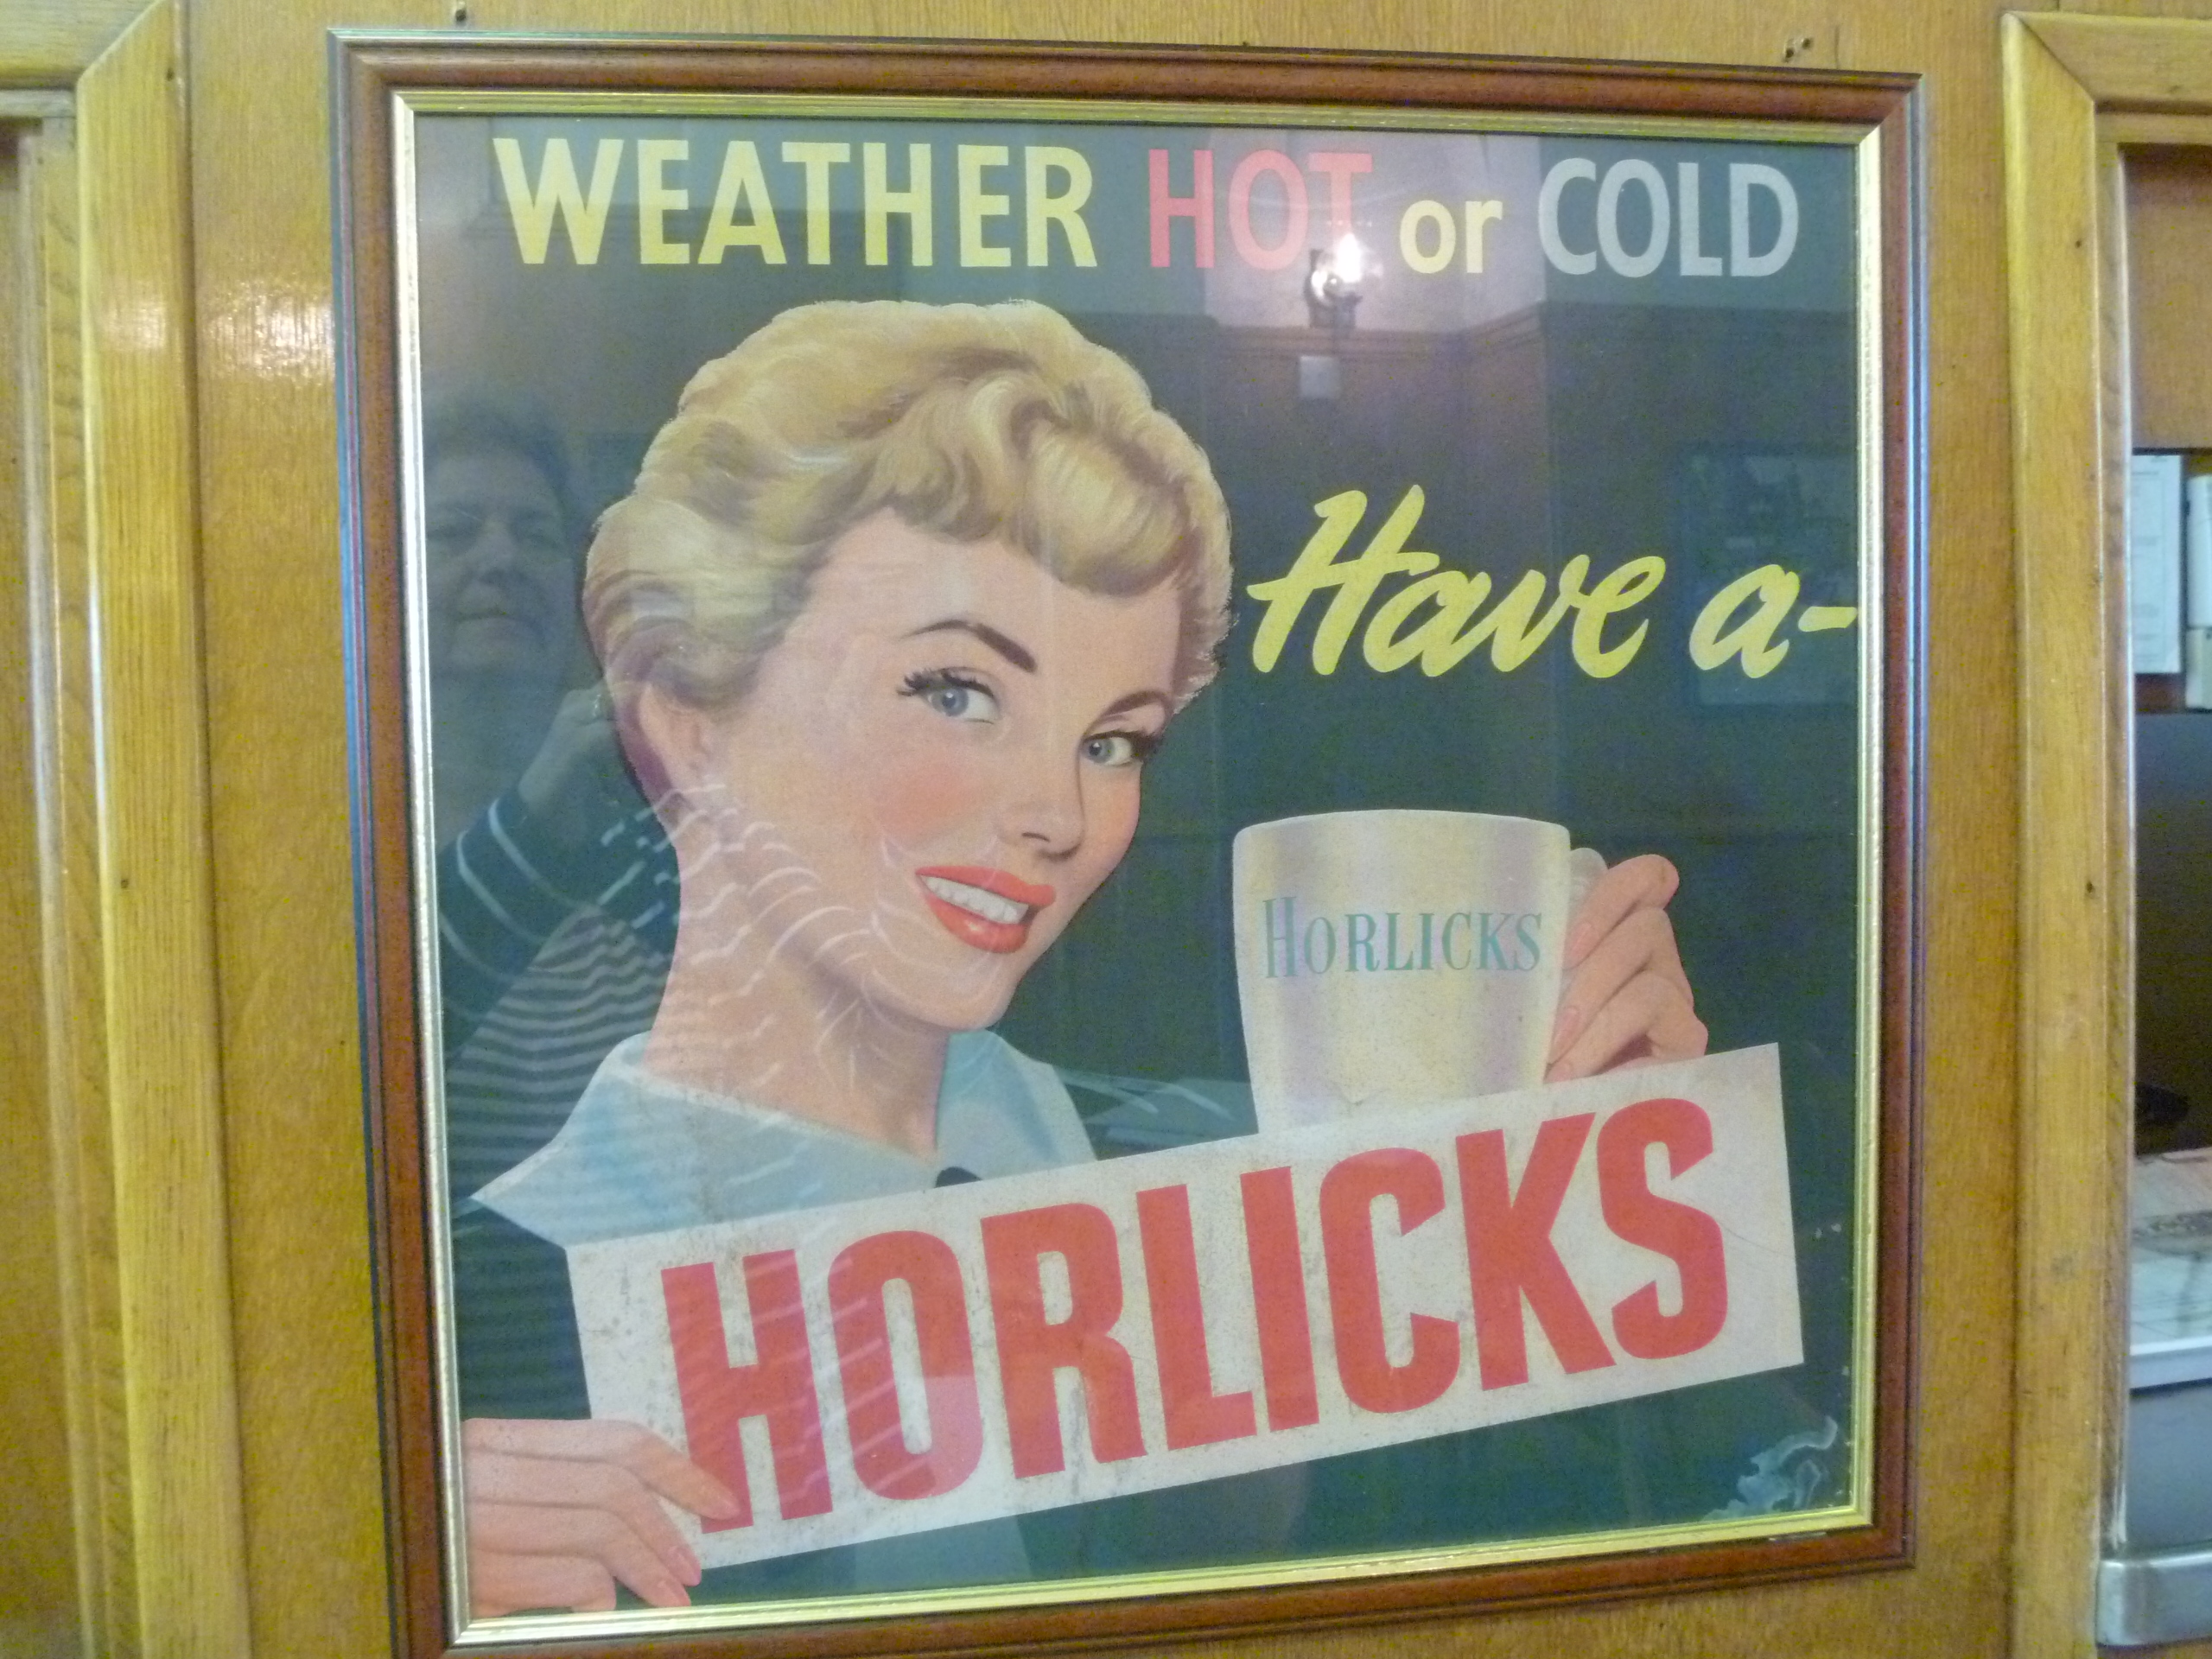 WEATHER HOT or COLD
Have a-
HORLICKS
HORLICKS